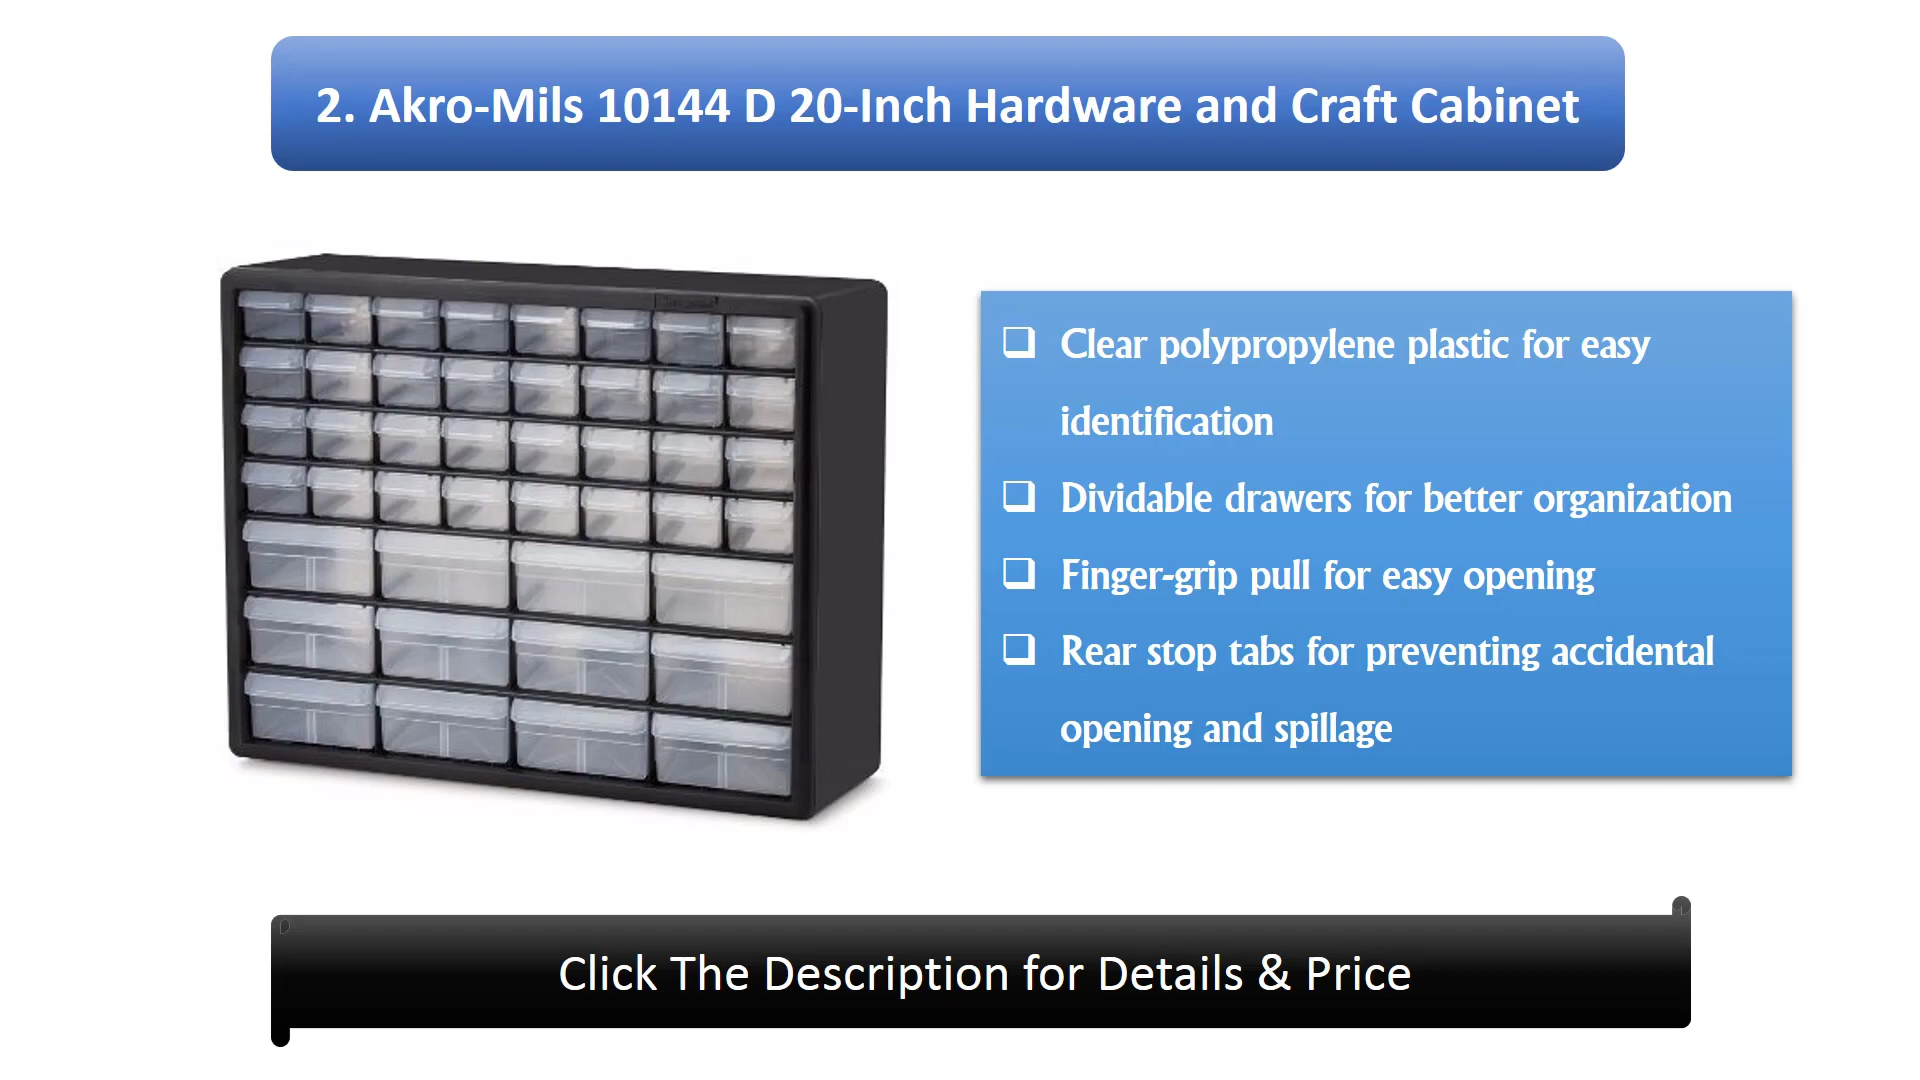 2. Akro-Mils 10144 D 20-Inch Hardware and Craft Cabinet
Clear polypropylene plastic for easy
identification
Dividable drawers for better organization
Finger-grip pull for easy opening
Rear stop tabs for preventing accidental
opening and spillage
Click The Description for Details & Price